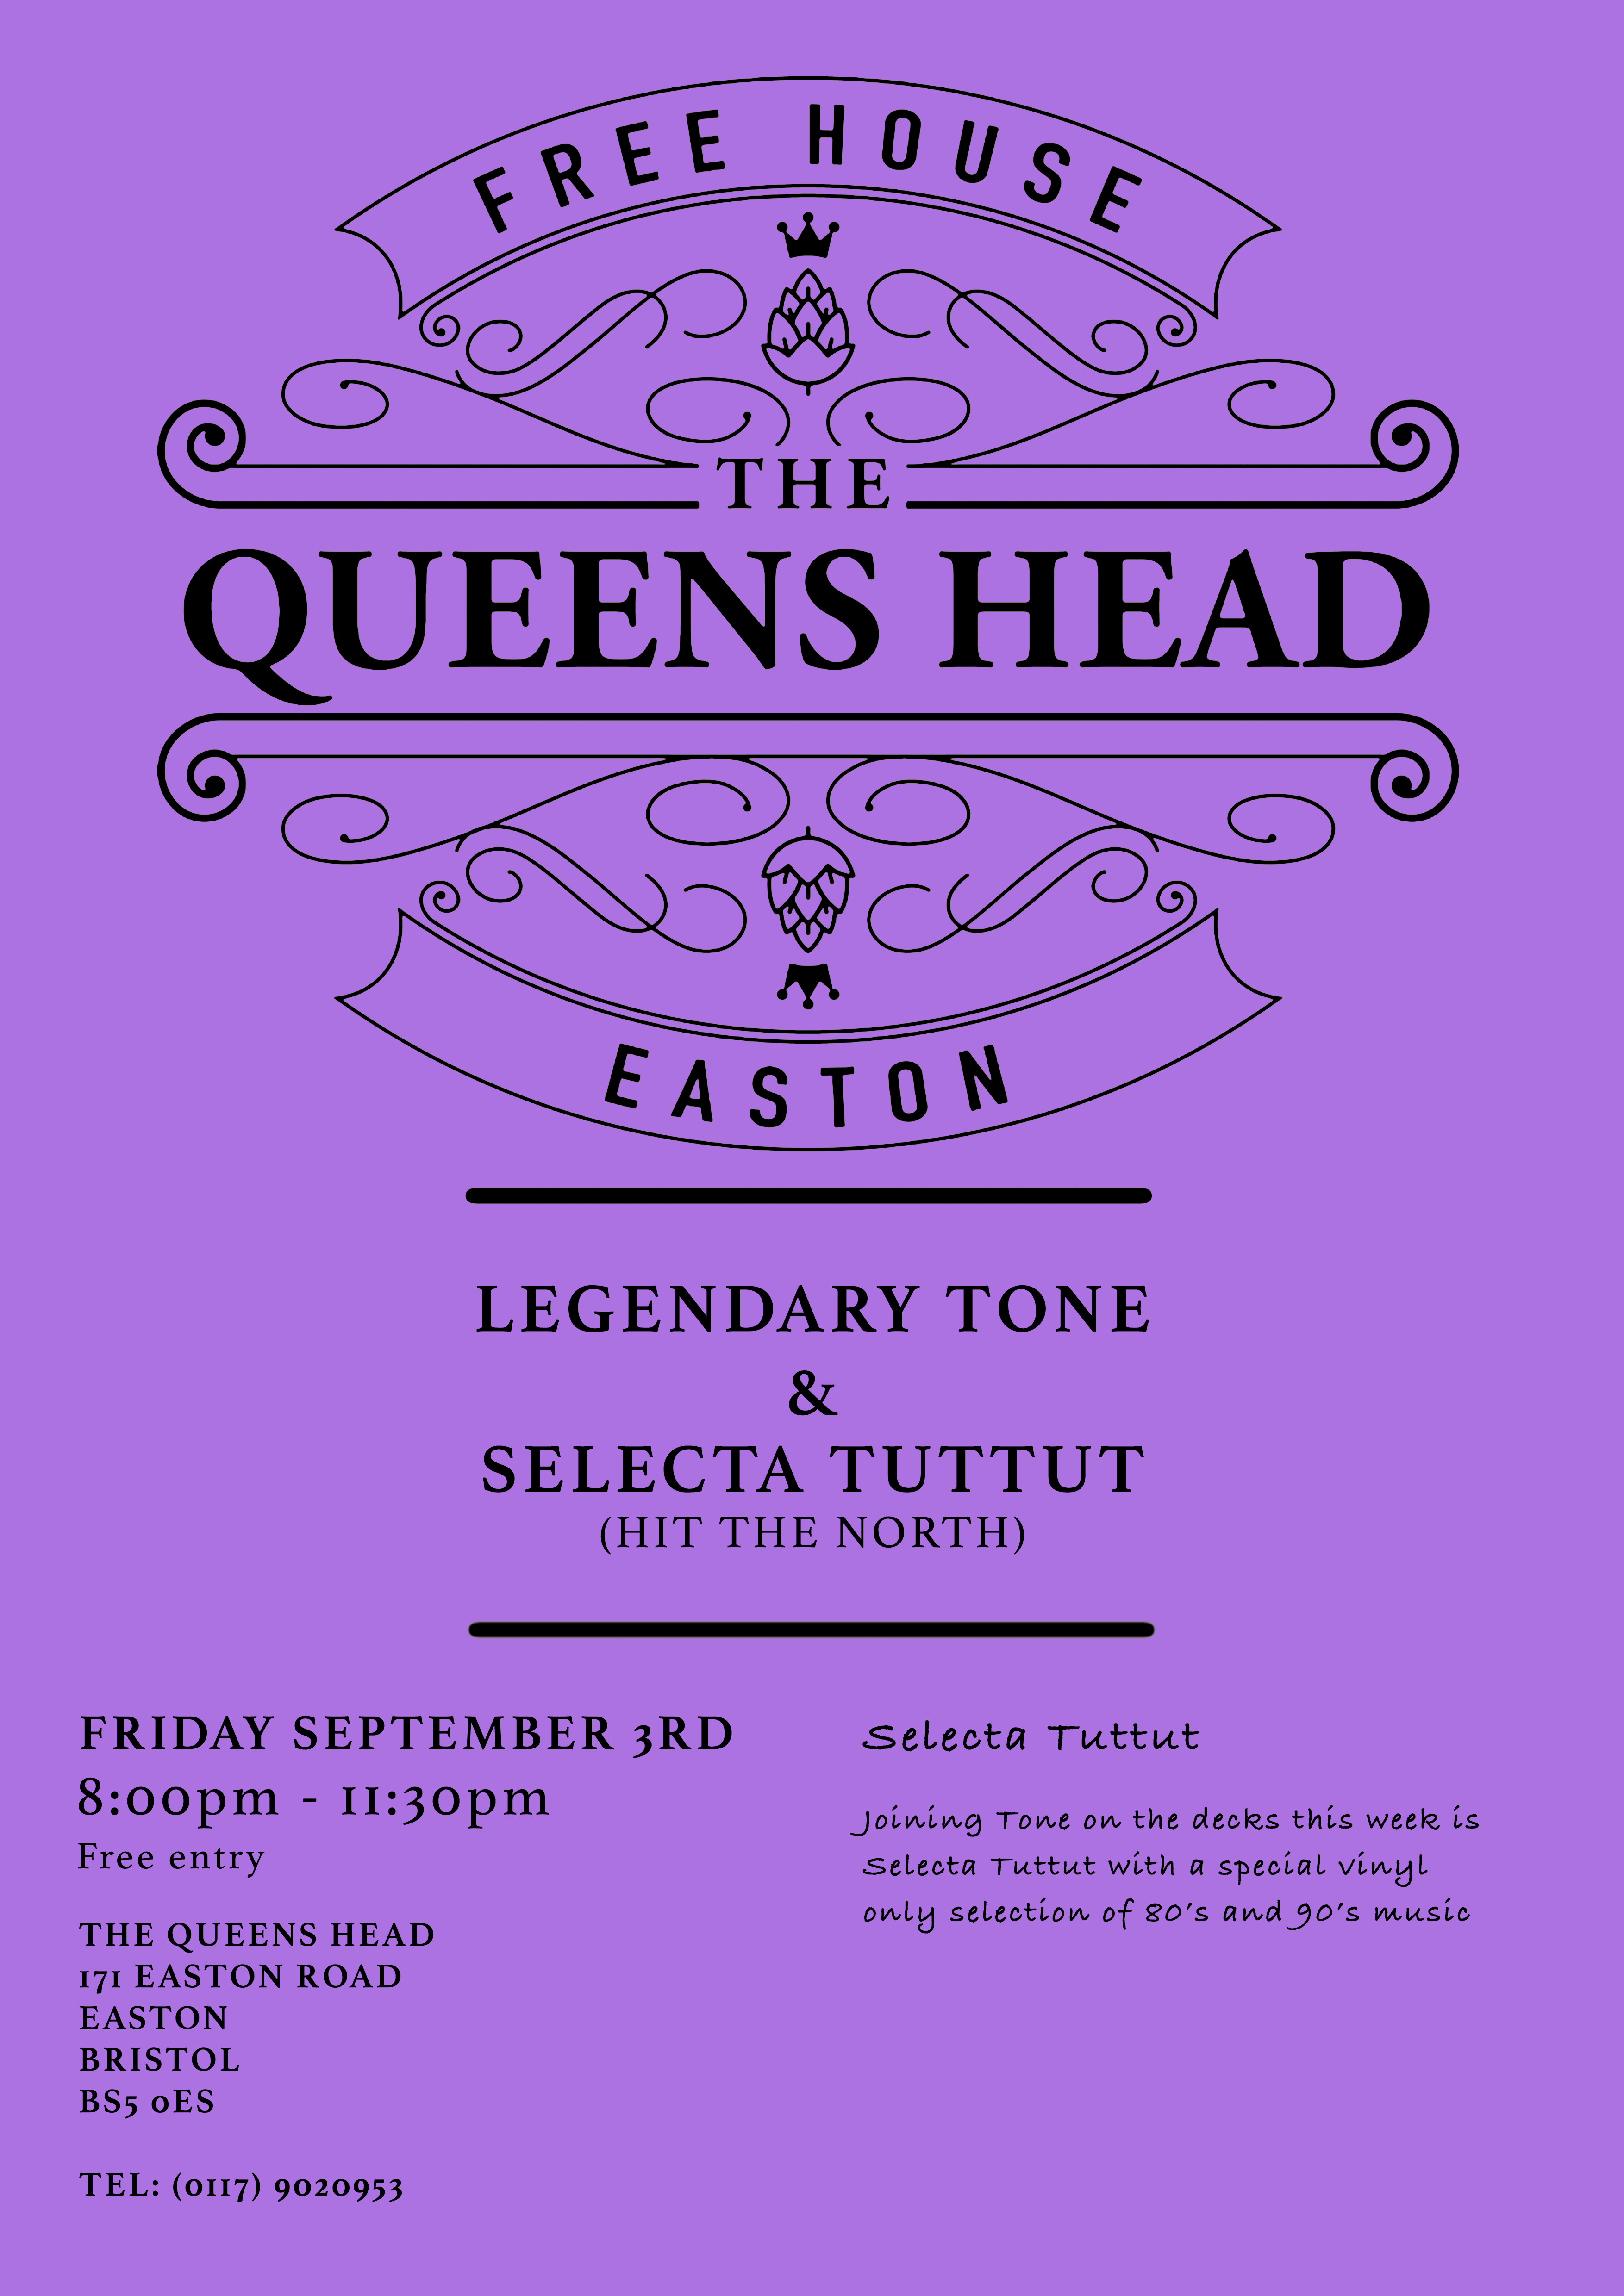 FREE HOUSE
THE
QUEENS HEAD
EASTON
LEGENDARY TONE
&
SELECTA TUTTUT
(HIT THE NORTH)
FRIDAY SEPTEMBER 3RD
8:00pm - 11:30pm
Free entry
THE QUEENS HEAD
171 EASTON ROAD
EASTON
BRISTOL
BS5 0ES
TEL: (0117) 9020953
Selecta Tuttut
Joining Tone on the decks this week is
Selecta Tuttut with a special vinyl
only selection of 80's and 90's music